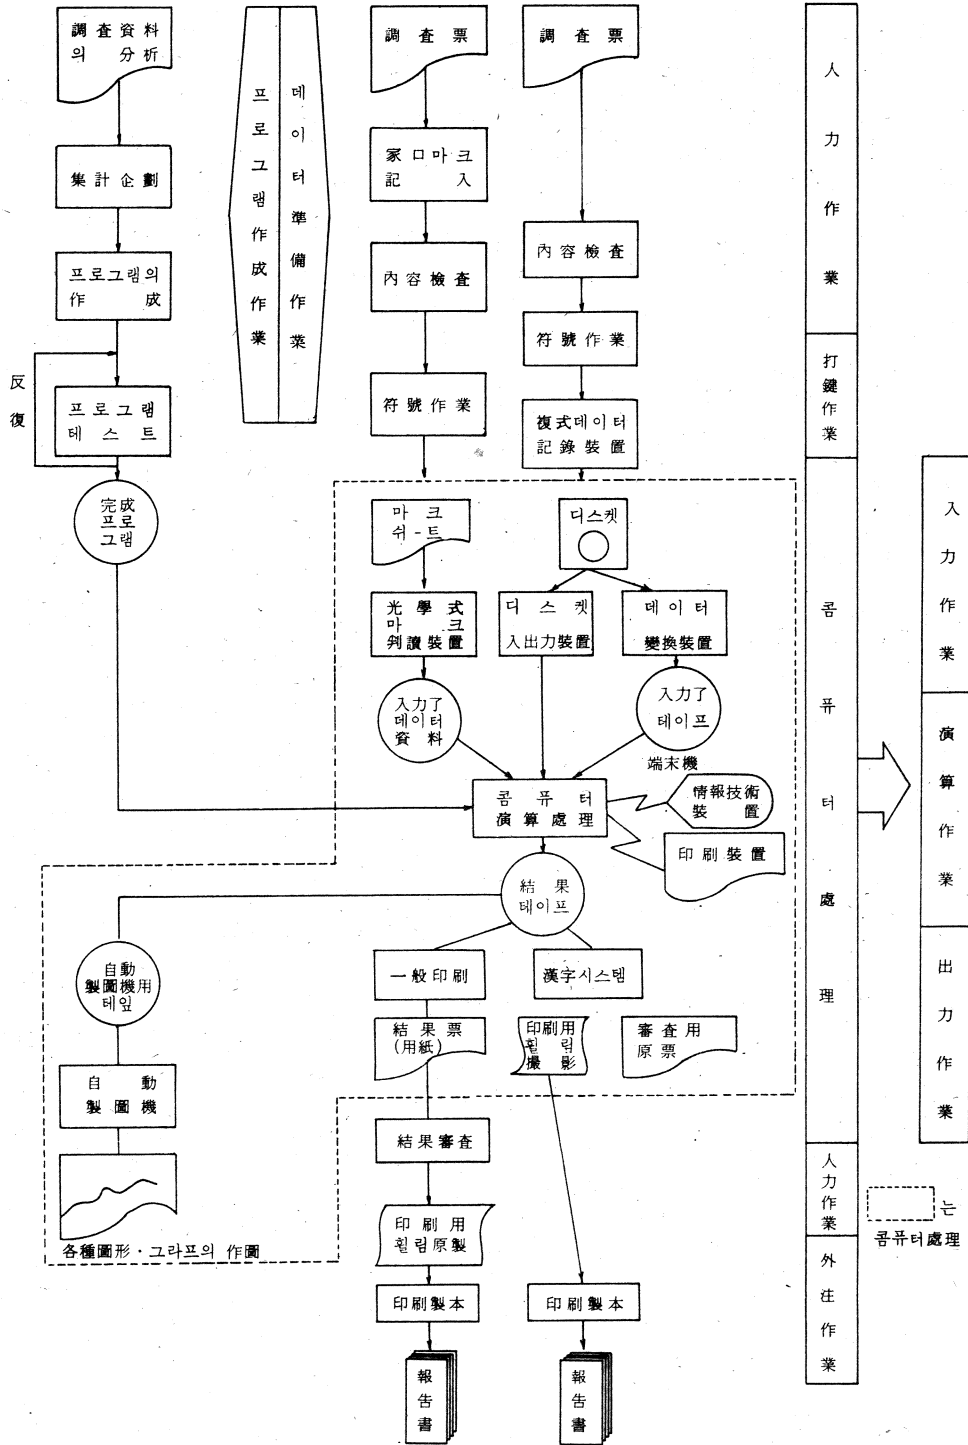 調査資料
의 分析
集計企劃
프로그램의
作成
反復
프로그램
테스트
完成
프로
그램
프로그램作成作業
데이터準備作業
調査票
家口마크
記入
內容檢査
符號作業
調査票
內容檢査
符號作業
復式데이터
記錄裝置
마크
쉬-트
光學式
마크
判讀裝置
入力了
데이터
資料
디스켓
디스켓
入出力裝置
데이터
變換裝置
入力了
테이프
端末機
콤퓨터
演算處理
情報技術
裝置
印刷裝置
結果
테이프
自動
製圖機用
테잎
自動
製圖機
各種圖形·그라프의 作圖
一般印刷
漢字시스템
結果票
(用紙)
印刷用
휠림
撮影
審査用
原票
結果審査
印刷用
휠림原製
印刷製本
報告書
印刷製本
報告書
人力作業
打鍵作業
콤퓨터處理
人力作業
外注作業
入力作業
演算作業
出力作業
는
콤퓨터處理